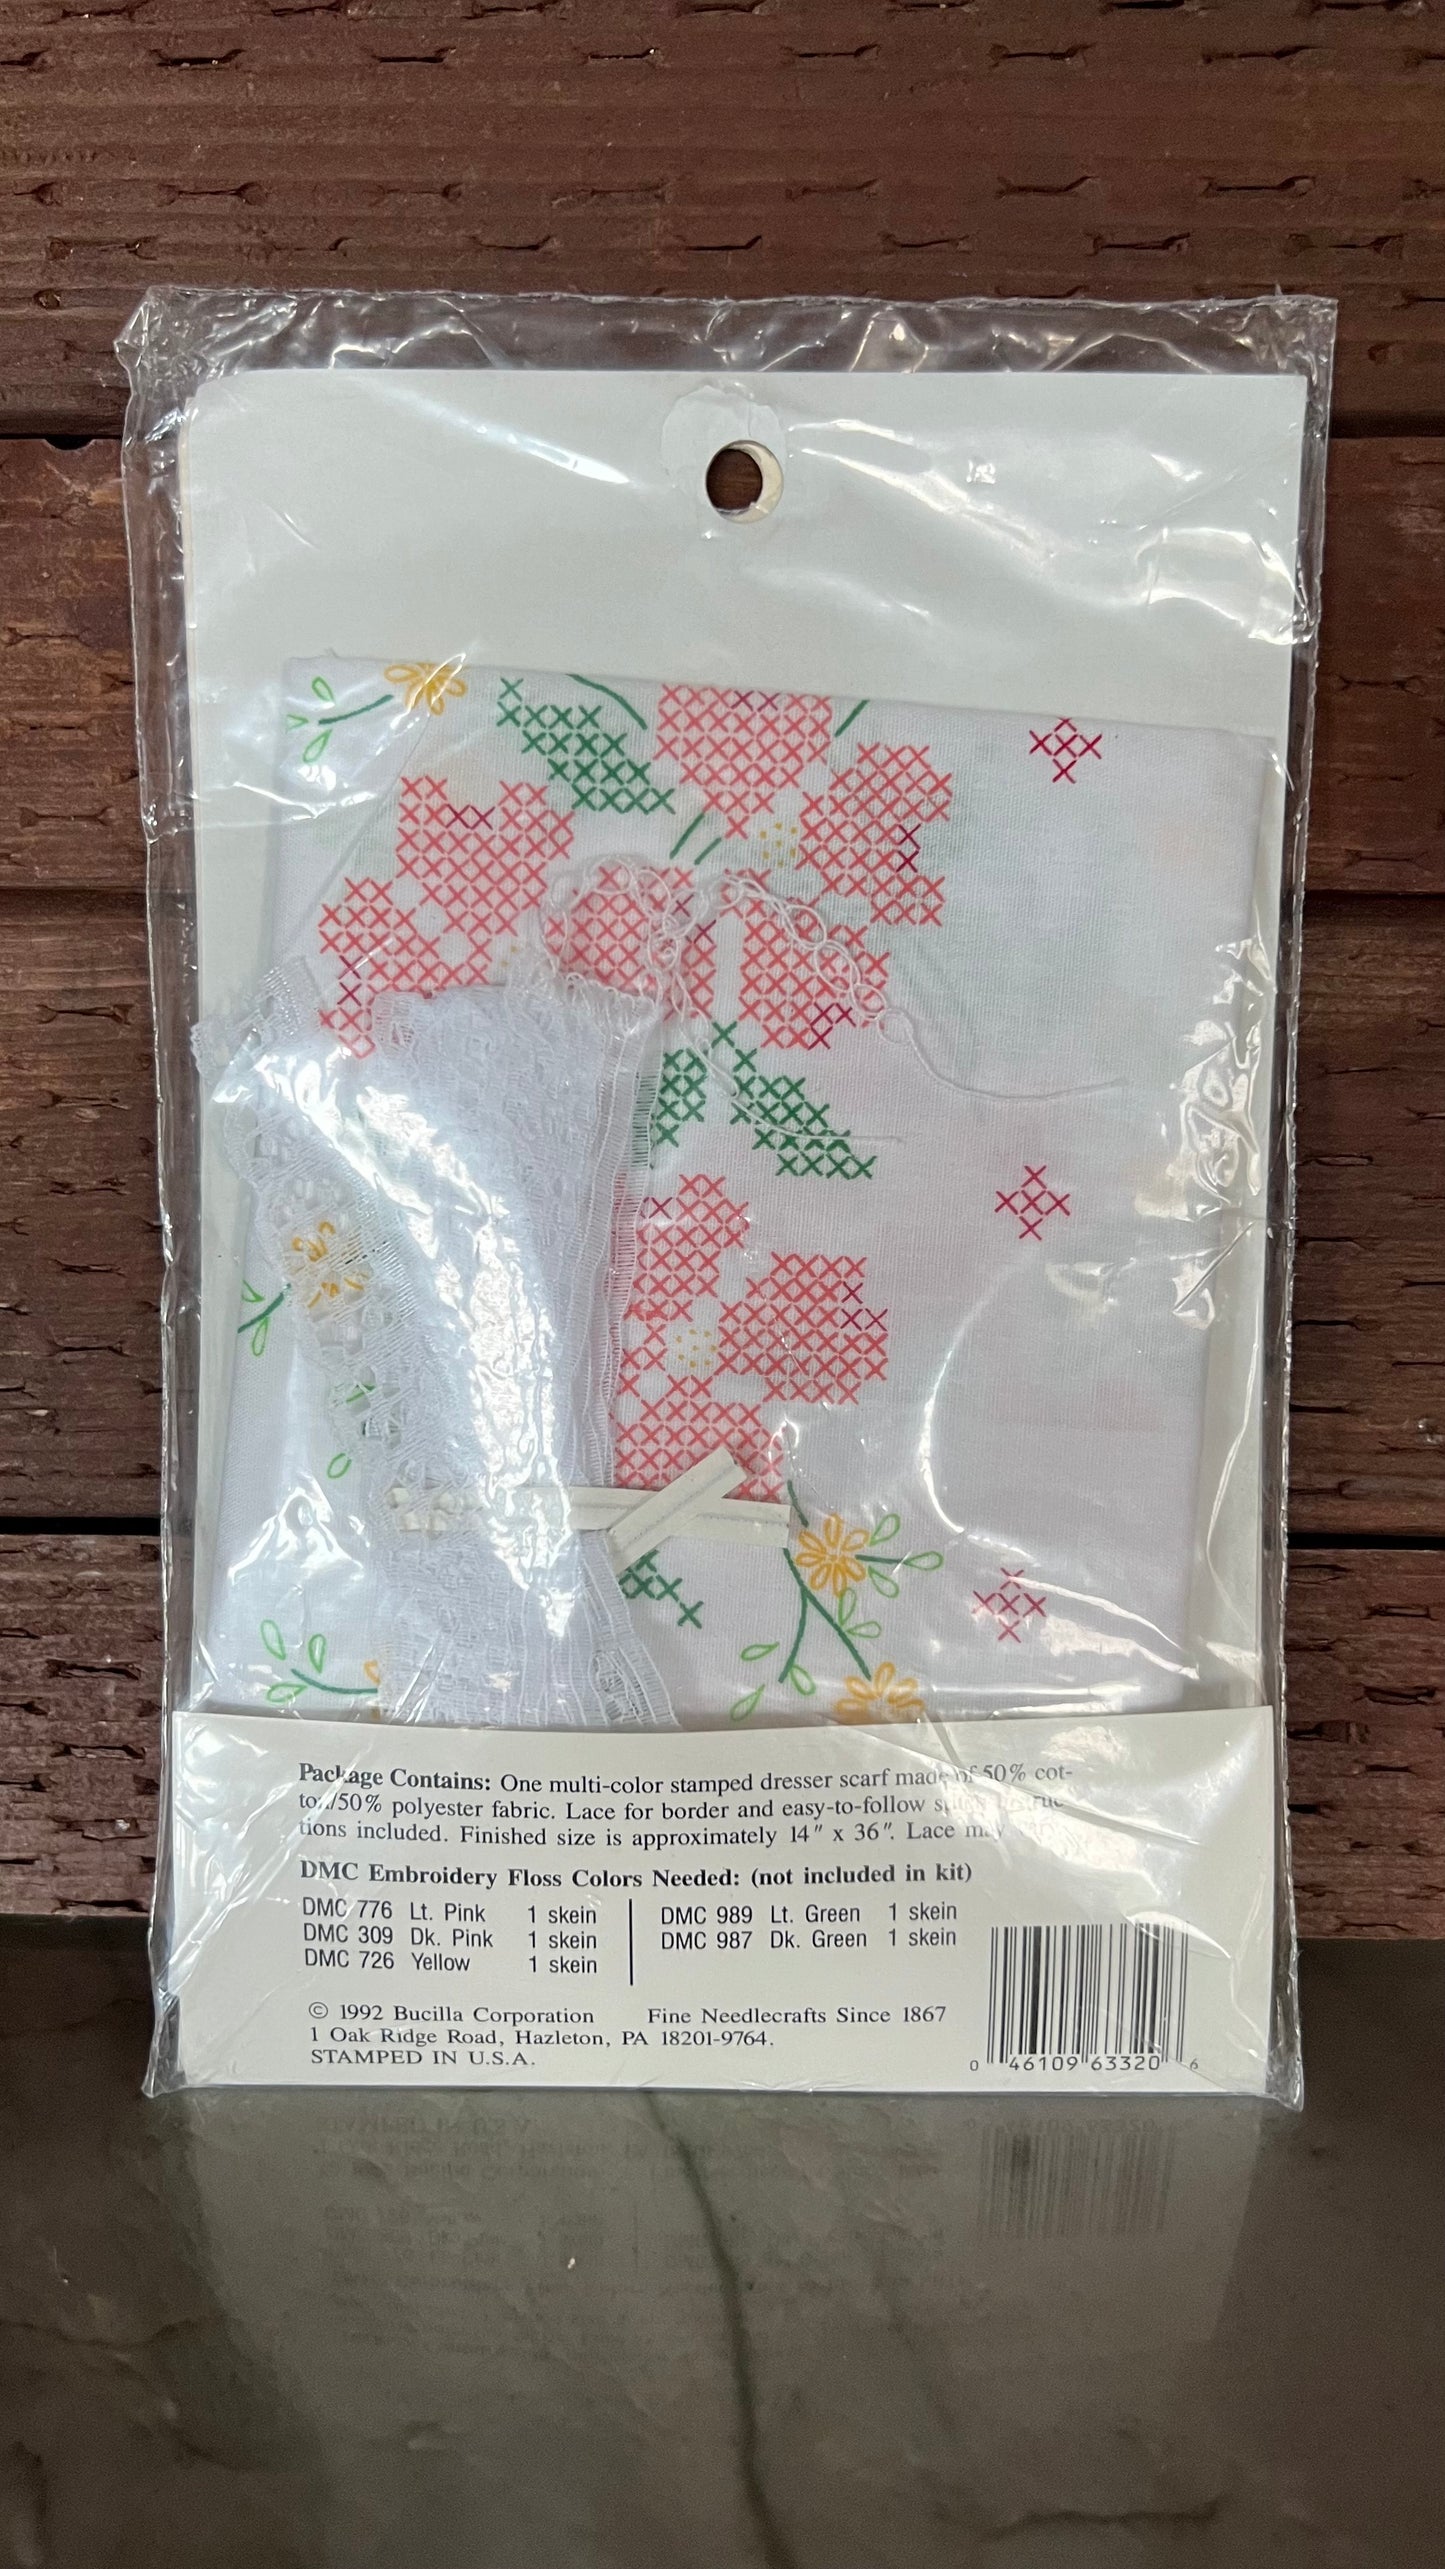 Package Contains: One multi-color stamped dresser scarf made of 50% cot-
ton/50% polyester fabric. Lace for border and easy-to-follow
tions included. Finished size is approximately 14" x 36". Lace may
DMC Embroidery Floss Colors Needed: (not included in kit)
DMC 776 Lt. Pink 1 skein
DMC 309 Dk. Pink 1 skein
DMC 726 Yellow 1 skein
DMC 989 Lt. Green 1 skein
DMC 987 Dk. Green 1 skein
© 1992 Bucilla Corporation Fine Needlecrafts Since 1867
1 Oak Ridge Road, Hazleton, PA 18201-9764.
STAMPED IN U.S.A.
0 46109 63320 6